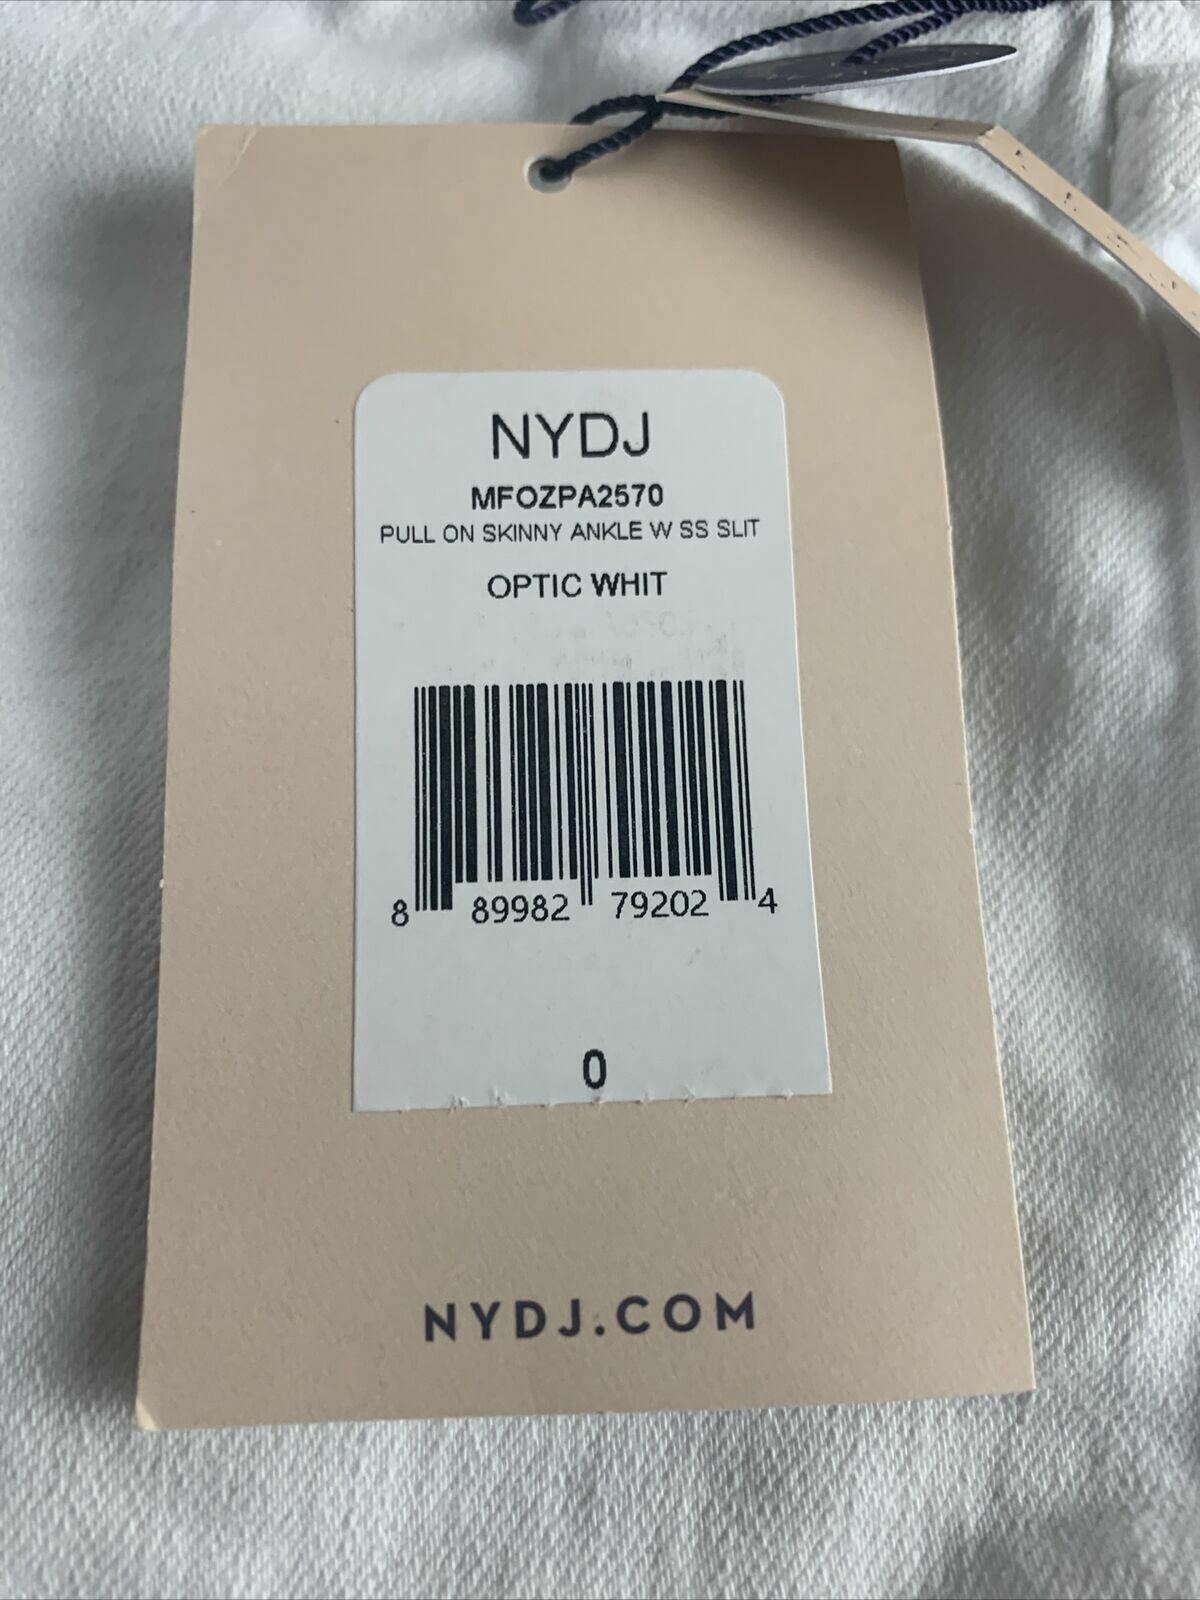 NYDJ
MFOZPA2570
PULL ON SKINNY ANKLE W SS SLIT
OPTIC WHIT
8 89982 79202 4
0
NYDJ.COM